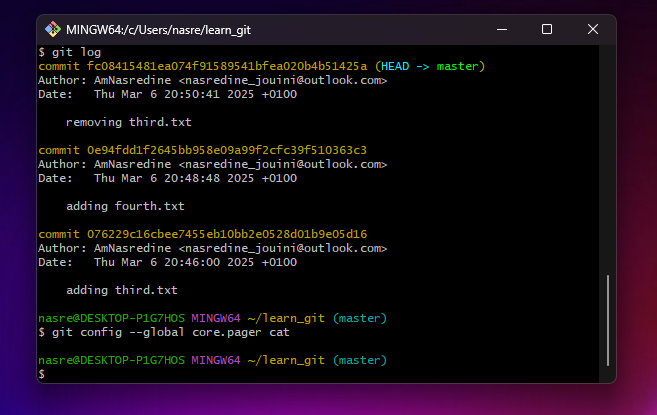 MINGW64:/c/Users/nasre/learn_git
$ git log
commit fc08415481ea074f91589541bfea020b4b51425a (HEAD -> master)
Author: AmNasredine <nasredine_jouini@outlook.com>
Date:   Thu Mar 6 20:50:41 2025 +0100
removing third.txt
commit 0e94fdd1f2645bb958e09a99f2cfc39f510363c3
Author: AmNasredine <nasredine_jouini@outlook.com>
Date:   Thu Mar 6 20:48:48 2025 +0100
adding fourth.txt
commit 076229c16cbee7455eb10bb2e0528d01b9e05d16
Author: AmNasredine <nasredine_jouini@outlook.com>
Date:   Thu Mar 6 20:46:00 2025 +0100
adding third.txt
nasre@DESKTOP-P1G7HOS MINGW64 ~/learn_git (master)
$ git config --global core.pager cat
nasre@DESKTOP-P1G7HOS MINGW64 ~/learn_git (master)
$